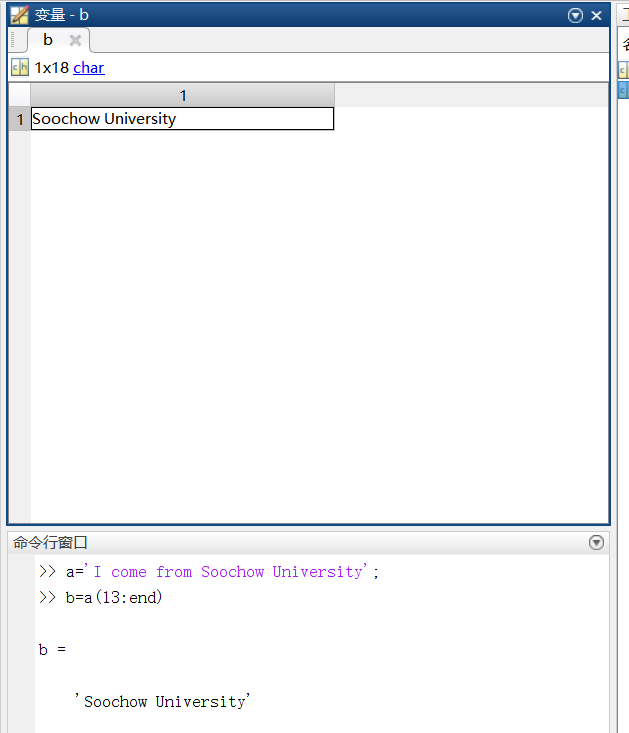 变量 - b
b
1x18 char
1
1 Soochow University
命令行窗口
>> a='I come from Soochow University';
>> b=a(13:end)
b =
'Soochow University'